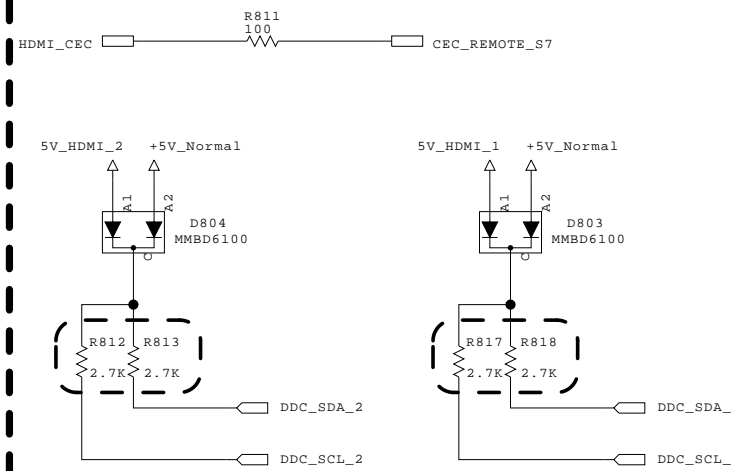 R811
100
HDMI_CEC
CEC_REMOTE_S7
5V_HDMI_2 +5V_Normal
5V_HDMI_1 +5V_Normal
A1 A2
D804
MMBD6100
C
A1 A2
D803
MMBD6100
C
R812 R813
2.7K 2.7K
R817 R818
2.7K 2.7K
DDC_SDA_2
DDC_SDA_
DDC_SCL_2
DDC_SCL_